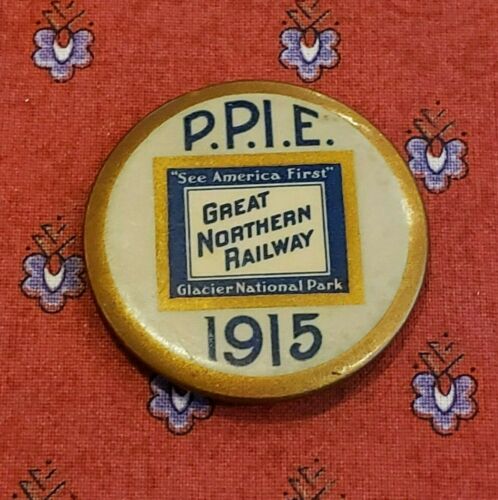 P.P.I.E.
"See America First"
GREAT
NORTHERN
RAILWAY
Glacier National Park
1915